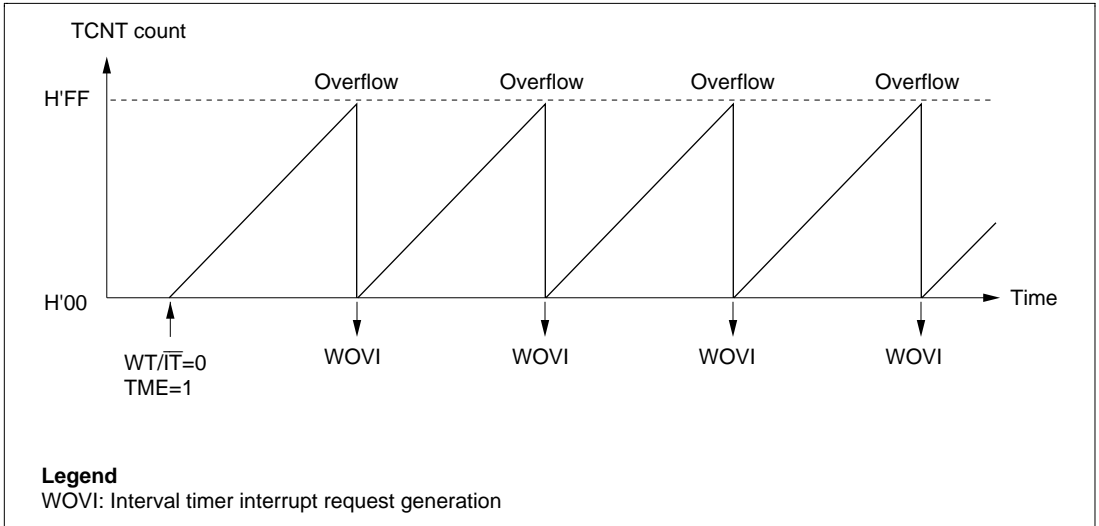 TCNT count
Overflow Overflow Overflow Overflow
H'FF
H'00
Time
WT/I̅T̅=0
TME=1
WOVI WOVI WOVI WOVI
Legend
WOVI: Interval timer interrupt request generation